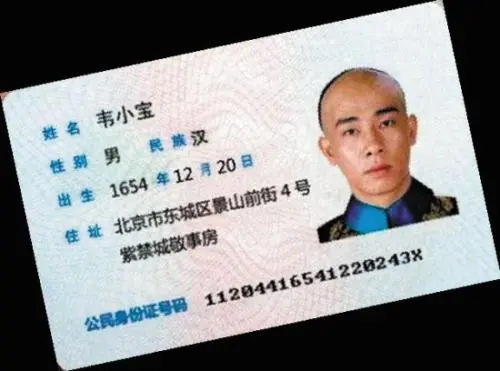 姓名 韦小宝
性别 男 民族 汉
出生 1654 年 12 月 20 日
住址 北京市东城区景山前街4号
紫禁城敬事房
公民身份证号码 11204416541220243X